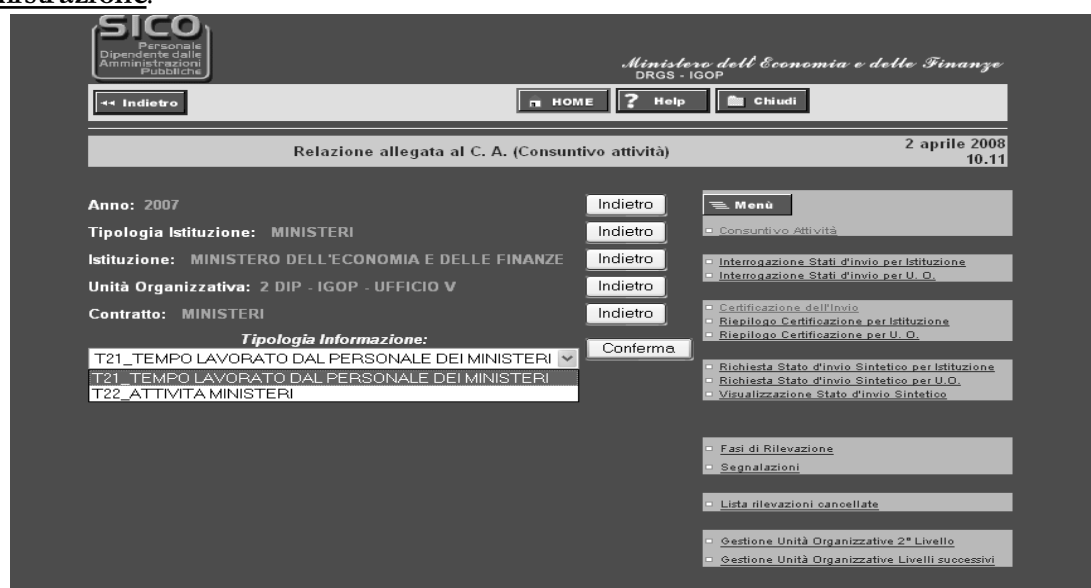 nistrazione.
SICO
Personale
Dipendente dalle
Amministrazioni
Pubbliche
Ministero dell'Economia e delle Finanze
DRGS - IGOP
Indietro
HOME
? Help
Chiudi
Relazione allegata al C. A. (Consuntivo attività)
2 aprile 2008
10.11
Anno: 2007
Indietro
Tipologia Istituzione: MINISTERI
Indietro
Istituzione: MINISTERO DELL'ECONOMIA E DELLE FINANZE
Indietro
Unità Organizzativa: 2 DIP - IGOP - UFFICIO V
Indietro
Contratto: MINISTERI
Indietro
Tipologia Informazione:
T21_TEMPO LAVORATO DAL PERSONALE DEI MINISTERI
Conferma
T21_TEMPO LAVORATO DAL PERSONALE DEI MINISTERI
T22_ATTIVITA MINISTERI
Menù
Consuntivo Attività
Interrogazione Stati d'invio per Istituzione
Interrogazione Stati d'invio per U. O.
Certificazione dell'Invio
Riepilogo Certificazione per Istituzione
Riepilogo Certificazione per U. O.
Richiesta Stato d'invio Sintetico per Istituzione
Richiesta Stato d'invio Sintetico per U.O.
Visualizzazione Stato d'invio Sintetico
Fasi di Rilevazione
Segnalazioni
Lista rilevazioni cancellate
Gestione Unità Organizzative 2° Livello
Gestione Unità Organizzative Livelli successivi